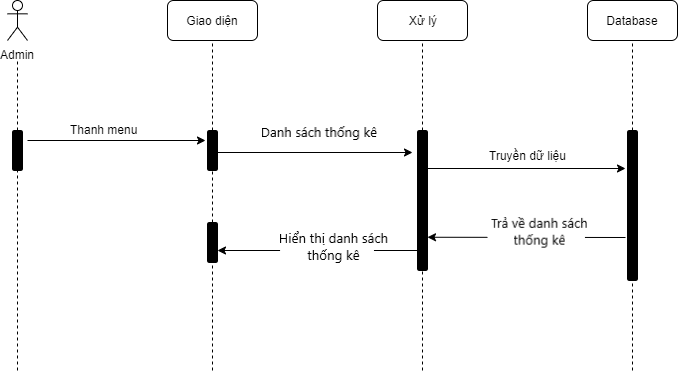 Giao diện
Xử lý
Database
Admin
Thanh menu
Danh sách thống kê
Truyền dữ liệu
Trả về danh sách
thống kê
Hiển thị danh sách
thống kê